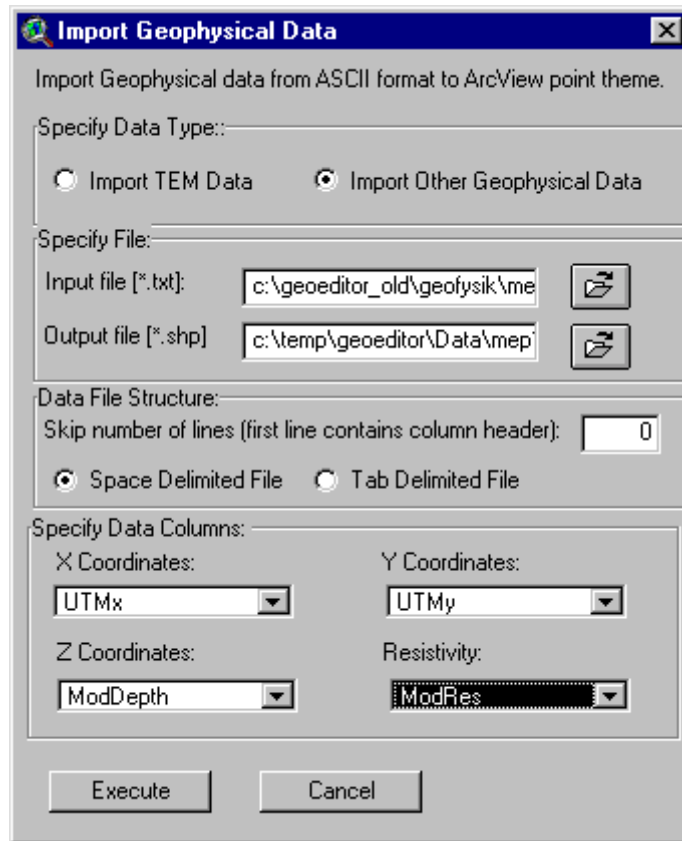 Import Geophysical Data
Import Geophysical data from ASCII format to ArcView point theme.
Specify Data Type::
Import TEM Data Import Other Geophysical Data
Specify File:
Input file [*.txt]: c:\geoeditor_old\geofysik\me
Output file [*.shp] c:\temp\geoeditor\Data\mep
Data File Structure:
Skip number of lines (first line contains column header): 0
Space Delimited File Tab Delimited File
Specify Data Columns:
X Coordinates: Y Coordinates:
UTMx UTMy
Z Coordinates: Resistivity:
ModDepth ModRes
Execute Cancel